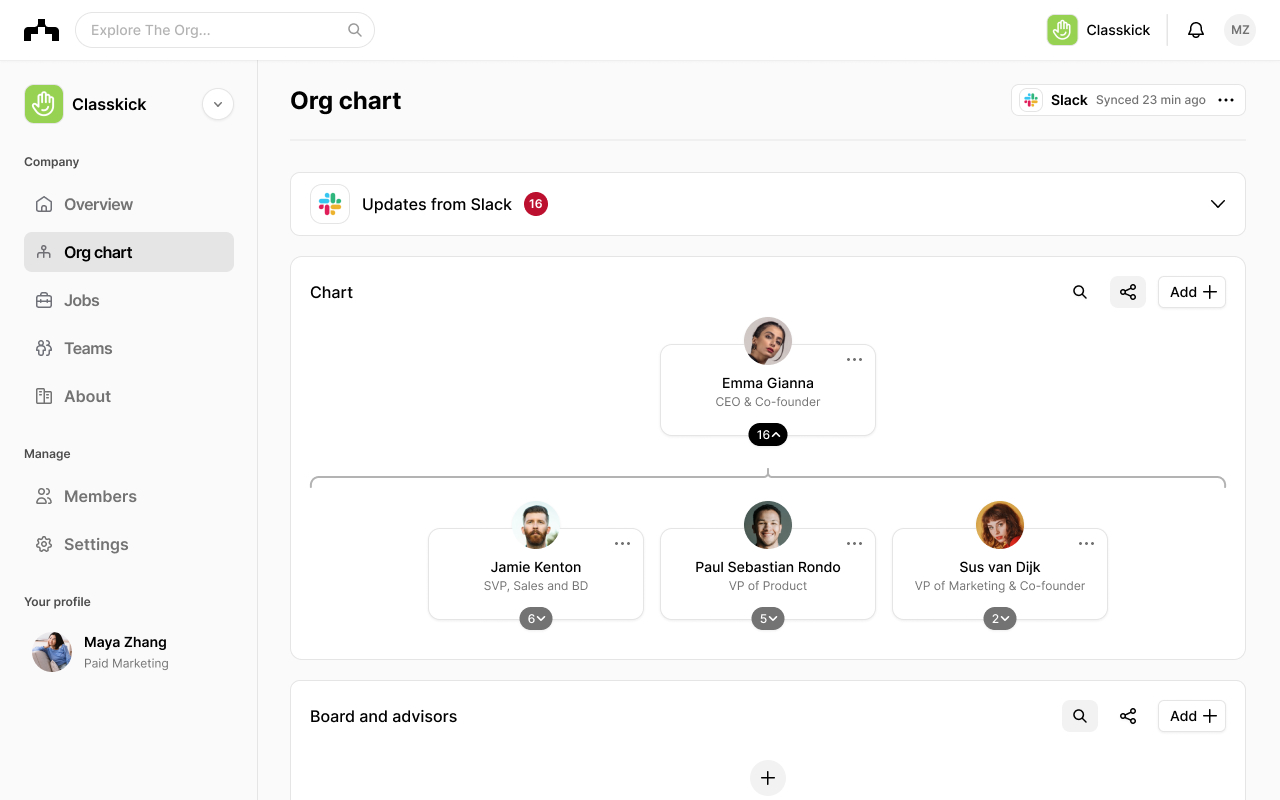 Explore The Org...
Classkick
MZ
Classkick
Company
Overview
Org chart
Jobs
Teams
About
Manage
Members
Settings
Your profile
Maya Zhang
Paid Marketing
Org chart
Slack Synced 23 min ago
Updates from Slack 16
Chart
Add
Emma Gianna
CEO & Co-founder
16
Jamie Kenton
SVP, Sales and BD
6
Paul Sebastian Rondo
VP of Product
5
Sus van Dijk
VP of Marketing & Co-founder
2
Board and advisors
Add